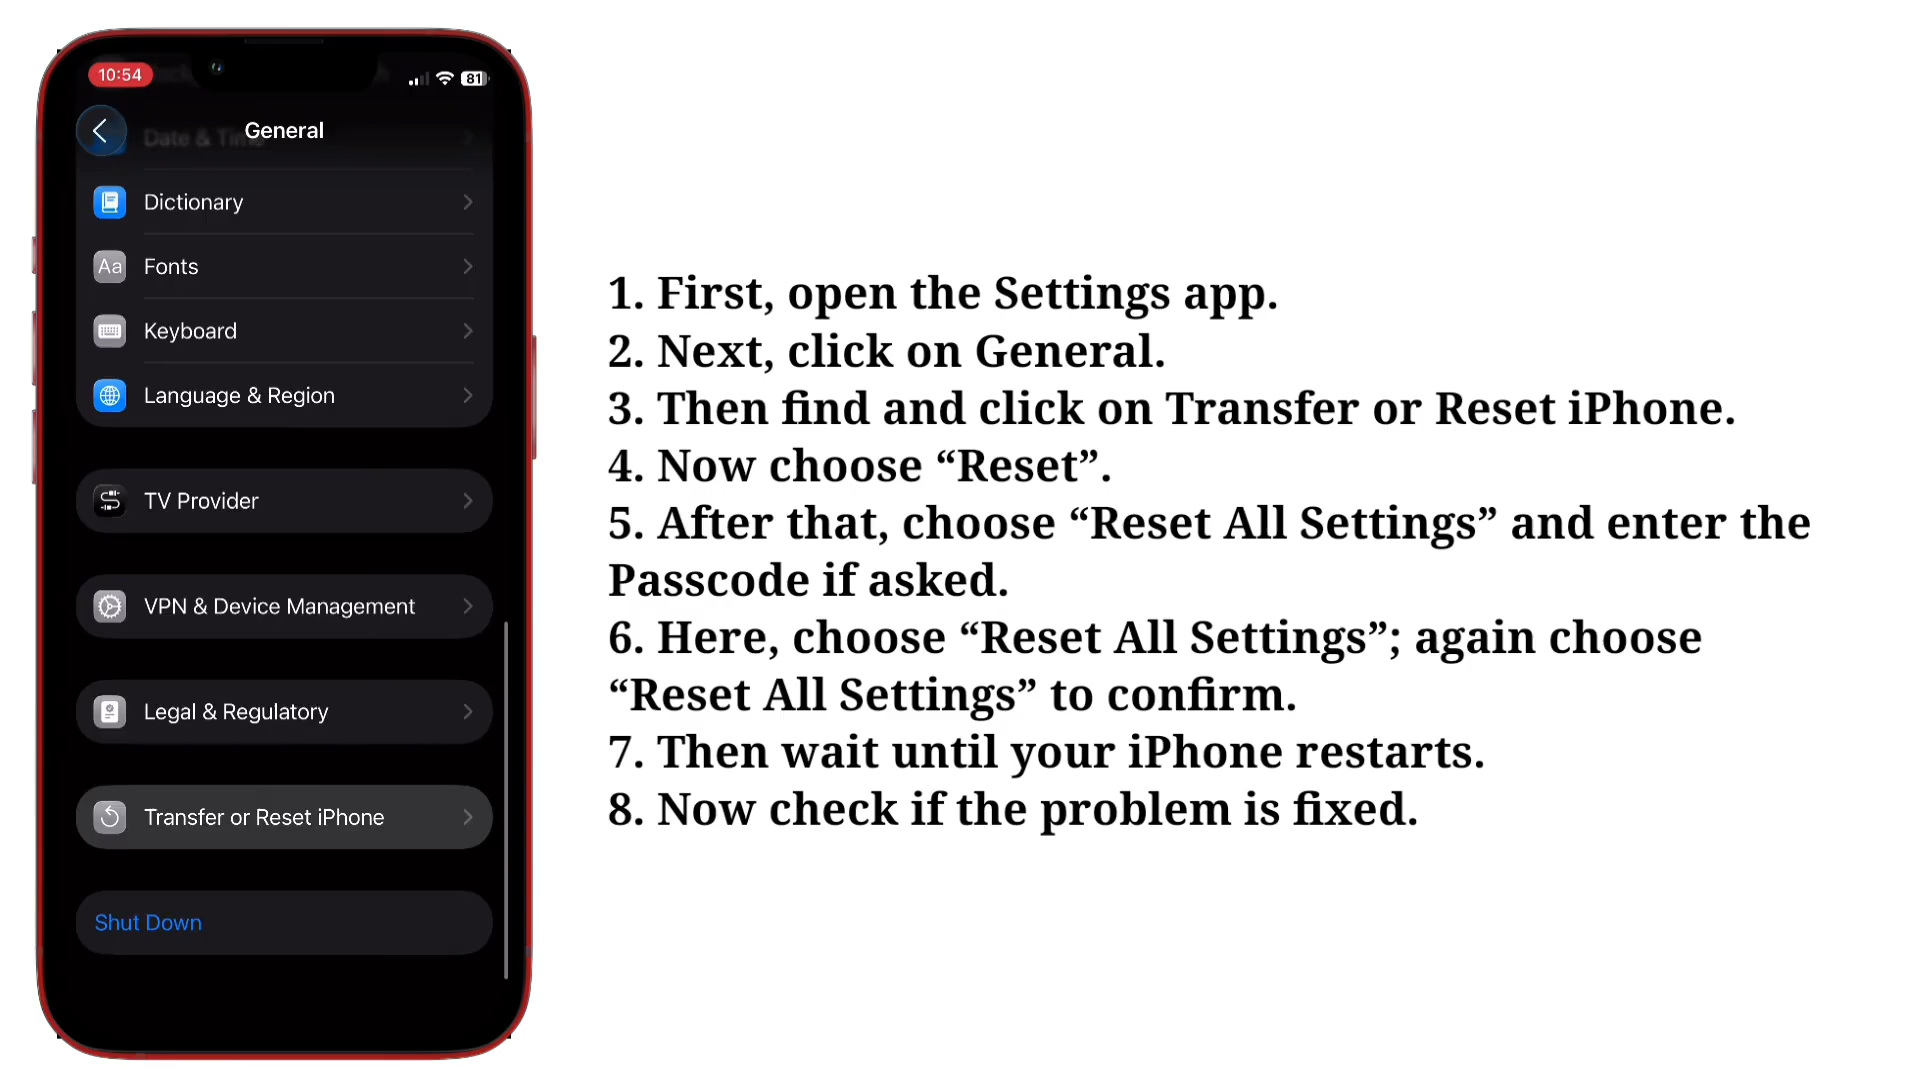 10:54
81
General
Date & Time
Dictionary
Aa Fonts
Keyboard
Language & Region
TV Provider
VPN & Device Management
Legal & Regulatory
Transfer or Reset iPhone
Shut Down
1. First, open the Settings app.
2. Next, click on General.
3. Then find and click on Transfer or Reset iPhone.
4. Now choose “Reset”.
5. After that, choose “Reset All Settings” and enter the
Passcode if asked.
6. Here, choose “Reset All Settings”; again choose
“Reset All Settings” to confirm.
7. Then wait until your iPhone restarts.
8. Now check if the problem is fixed.